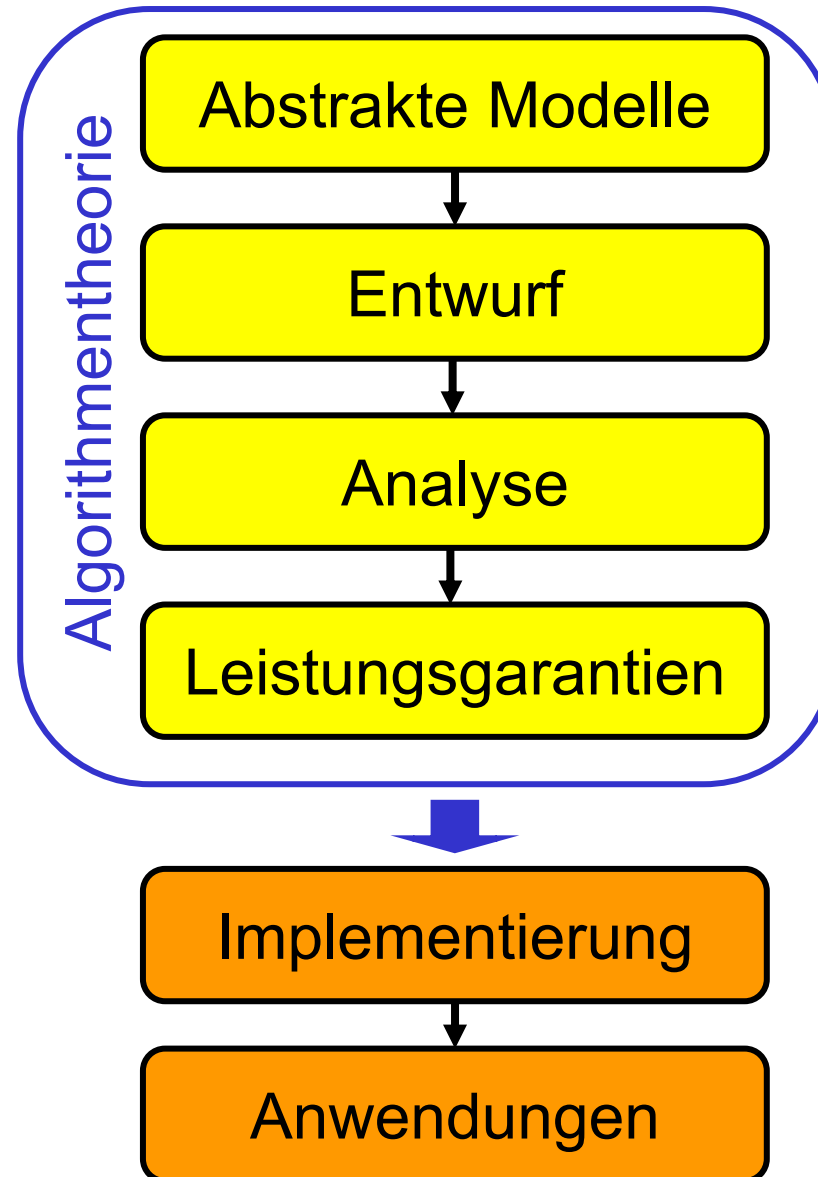 Algorithmentheorie
Abstrakte Modelle
Entwurf
Analyse
Leistungsgarantien
Implementierung
Anwendungen